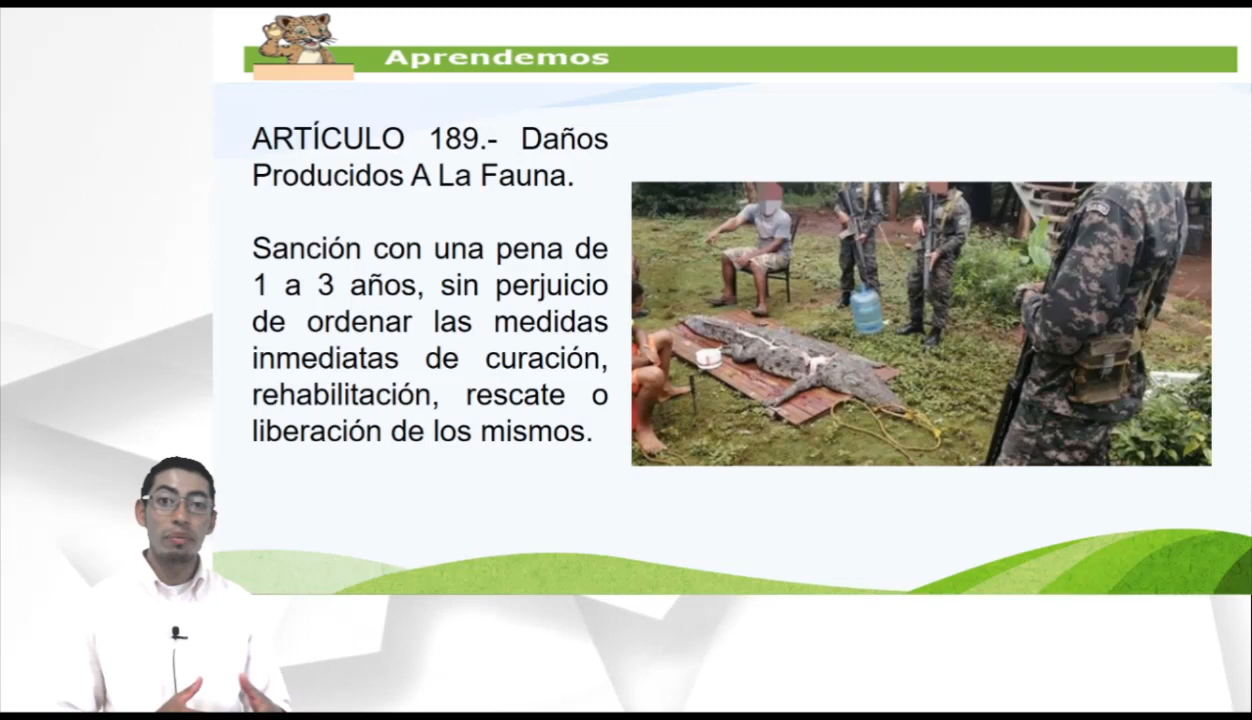 Aprendemos
ARTÍCULO 189.- Daños
Producidos A La Fauna.
Sanción con una pena de
1 a 3 años, sin perjuicio
de ordenar las medidas
inmediatas de curación,
rehabilitación, rescate o
liberación de los mismos.